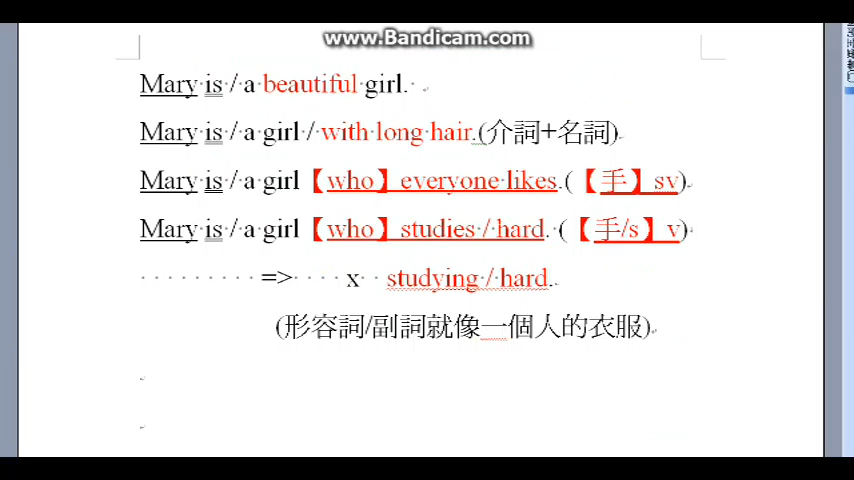 www.Bandicam.com
Mary is / a beautiful girl.
Mary is / a girl / with long hair.(介詞+名詞)
Mary is / a girl【who】everyone likes.(【手】sv)
Mary is / a girl【who】studies / hard. (【手/s】v)
=> x studying / hard.
(形容詞/副詞就像一個人的衣服)